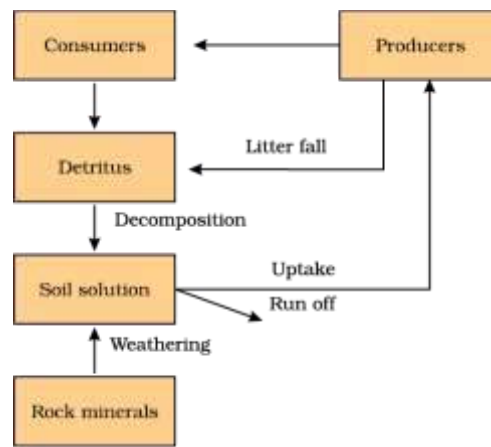 Consumers
Producers
Litter fall
Detritus
Decomposition
Uptake
Soil solution
Run off
Weathering
Rock minerals